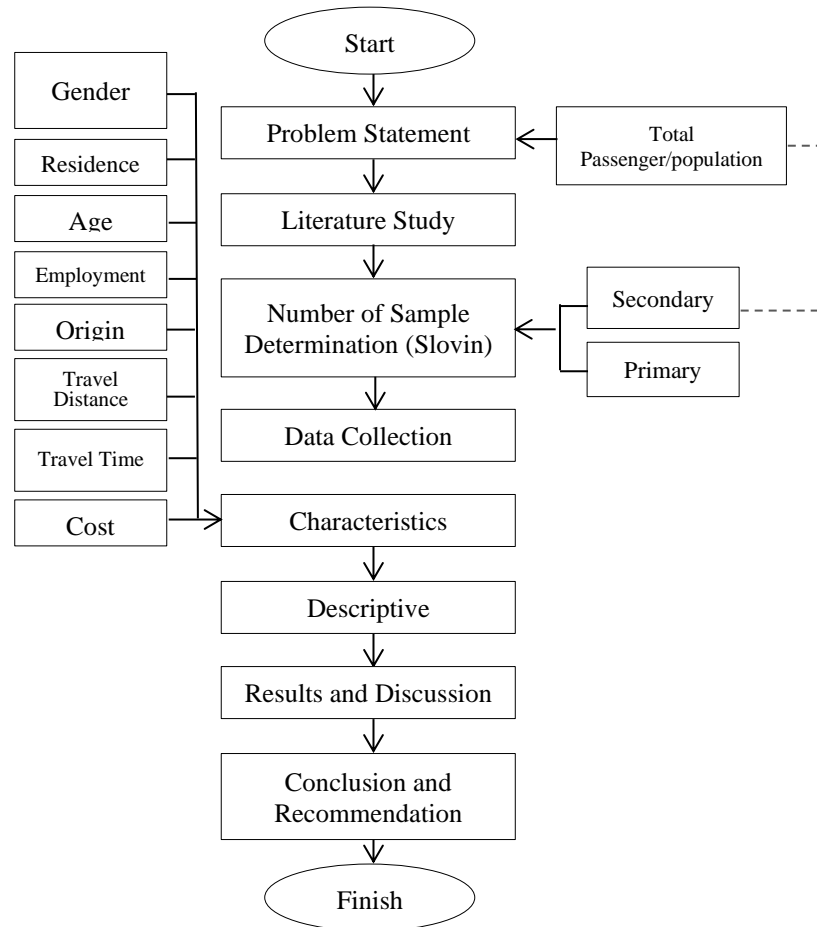 Start
Gender
Problem Statement
Total
Passenger/population
Residence
Age
Literature Study
Employment
Origin
Number of Sample
Determination (Slovin)
Secondary
Primary
Travel
Distance
Data Collection
Travel Time
Cost
Characteristics
Descriptive
Results and Discussion
Conclusion and
Recommendation
Finish